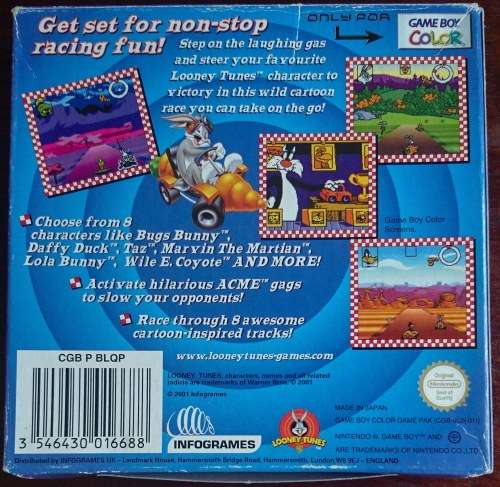 Get set for non-stop
racing fun!
ONLY FOR
GAME BOY
COLOR
Step on the laughing gas
and steer your favourite
Looney Tunes™ character to
victory in this wild cartoon
race you can take on the go!
Game Boy Color
Screens.
Choose from 8
characters like Bugs Bunny™,
Daffy Duck™, Taz™, Marvin The Martian™,
Lola Bunny™, Wile E. Coyote™ AND MORE!
Activate hilarious ACME™ gags
to slow your opponents!
Race through 8 awesome
cartoon-inspired tracks!
www.looneytunes-games.com
CGB P BLQP
3 546430 016688
LOONEY TUNES, characters, names and all related
indicia are trademarks of Warner Bros. © 2001
© 2001 Infogrames
INFOGRAMES
LOONEY TUNES
Original
Nintendo
Seal of
Quality
MADE IN JAPAN
GAME BOY COLOR GAME PAK
NINTENDO ®, GAME BOY™ AND
ARE TRADEMARKS OF NINTENDO CO., LTD.
Distributed by INFOGRAMES UK - Landmark House, Hammersmith Bridge Road, Hammersmith, London W6 9EJ - ENGLAND